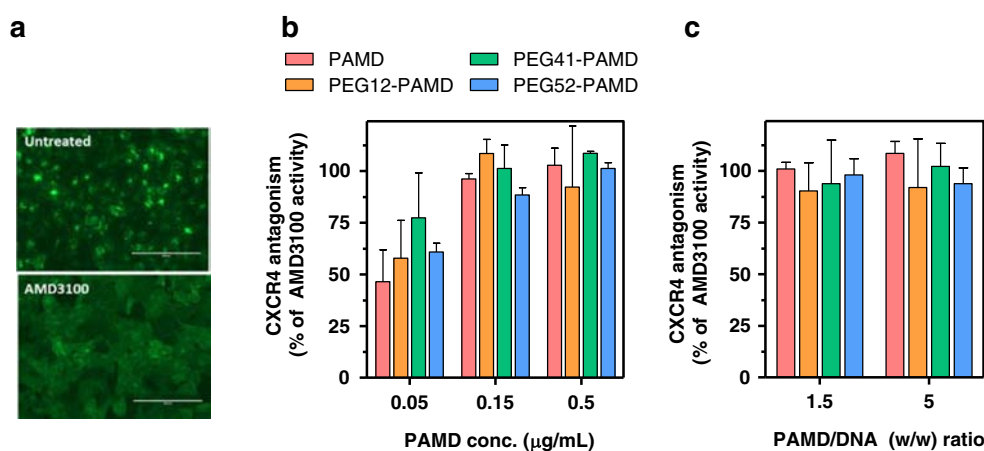 a
Untreated
AMD3100
b
PAMD
PEG12-PAMD
PEG41-PAMD
PEG52-PAMD
CXCR4 antagonism
(% of AMD3100 activity)
100
75
50
25
0
0.05 0.15 0.5
PAMD conc. (μg/mL)
c
CXCR4 antagonism
(% of AMD3100 activity)
100
75
50
25
0
1.5 5
PAMD/DNA (w/w) ratio